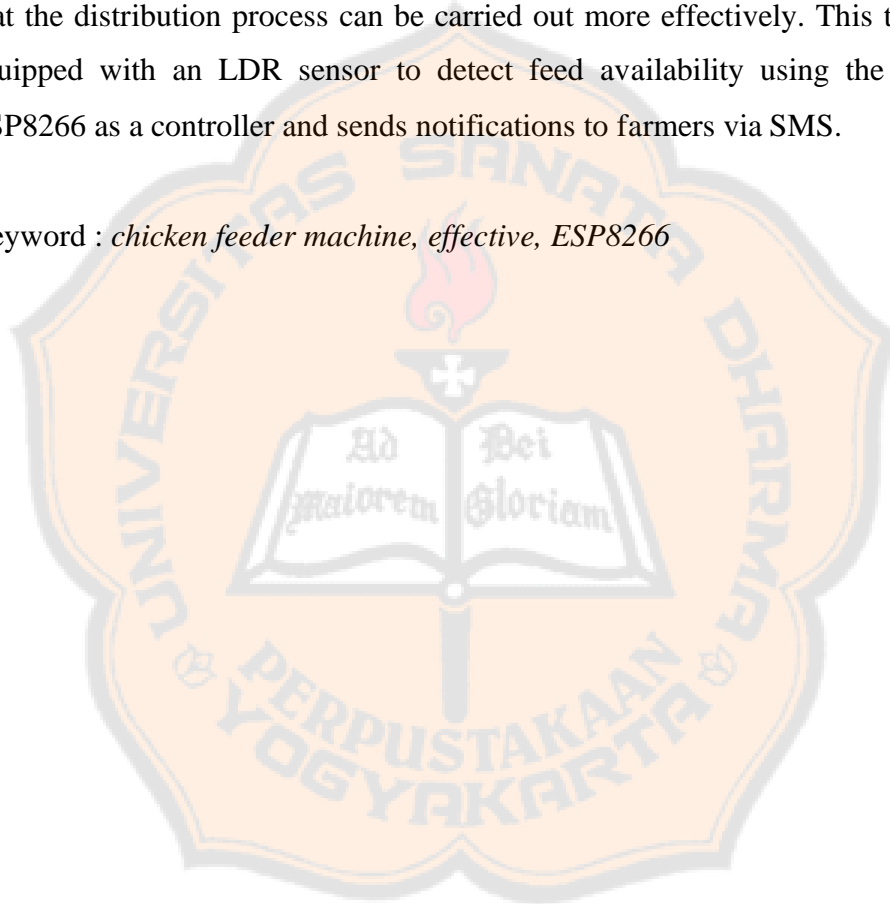 at the distribution process can be carried out more effectively. This t
uipped with an LDR sensor to detect feed availability using the
SP8266 as a controller and sends notifications to farmers via SMS.
eyword : chicken feeder machine, effective, ESP8266
UNIVERSITAS SANATA DHARMA
Ad Dei
Maiorem Gloriam
PERPUSTAKAAN
YOGYAKARTA